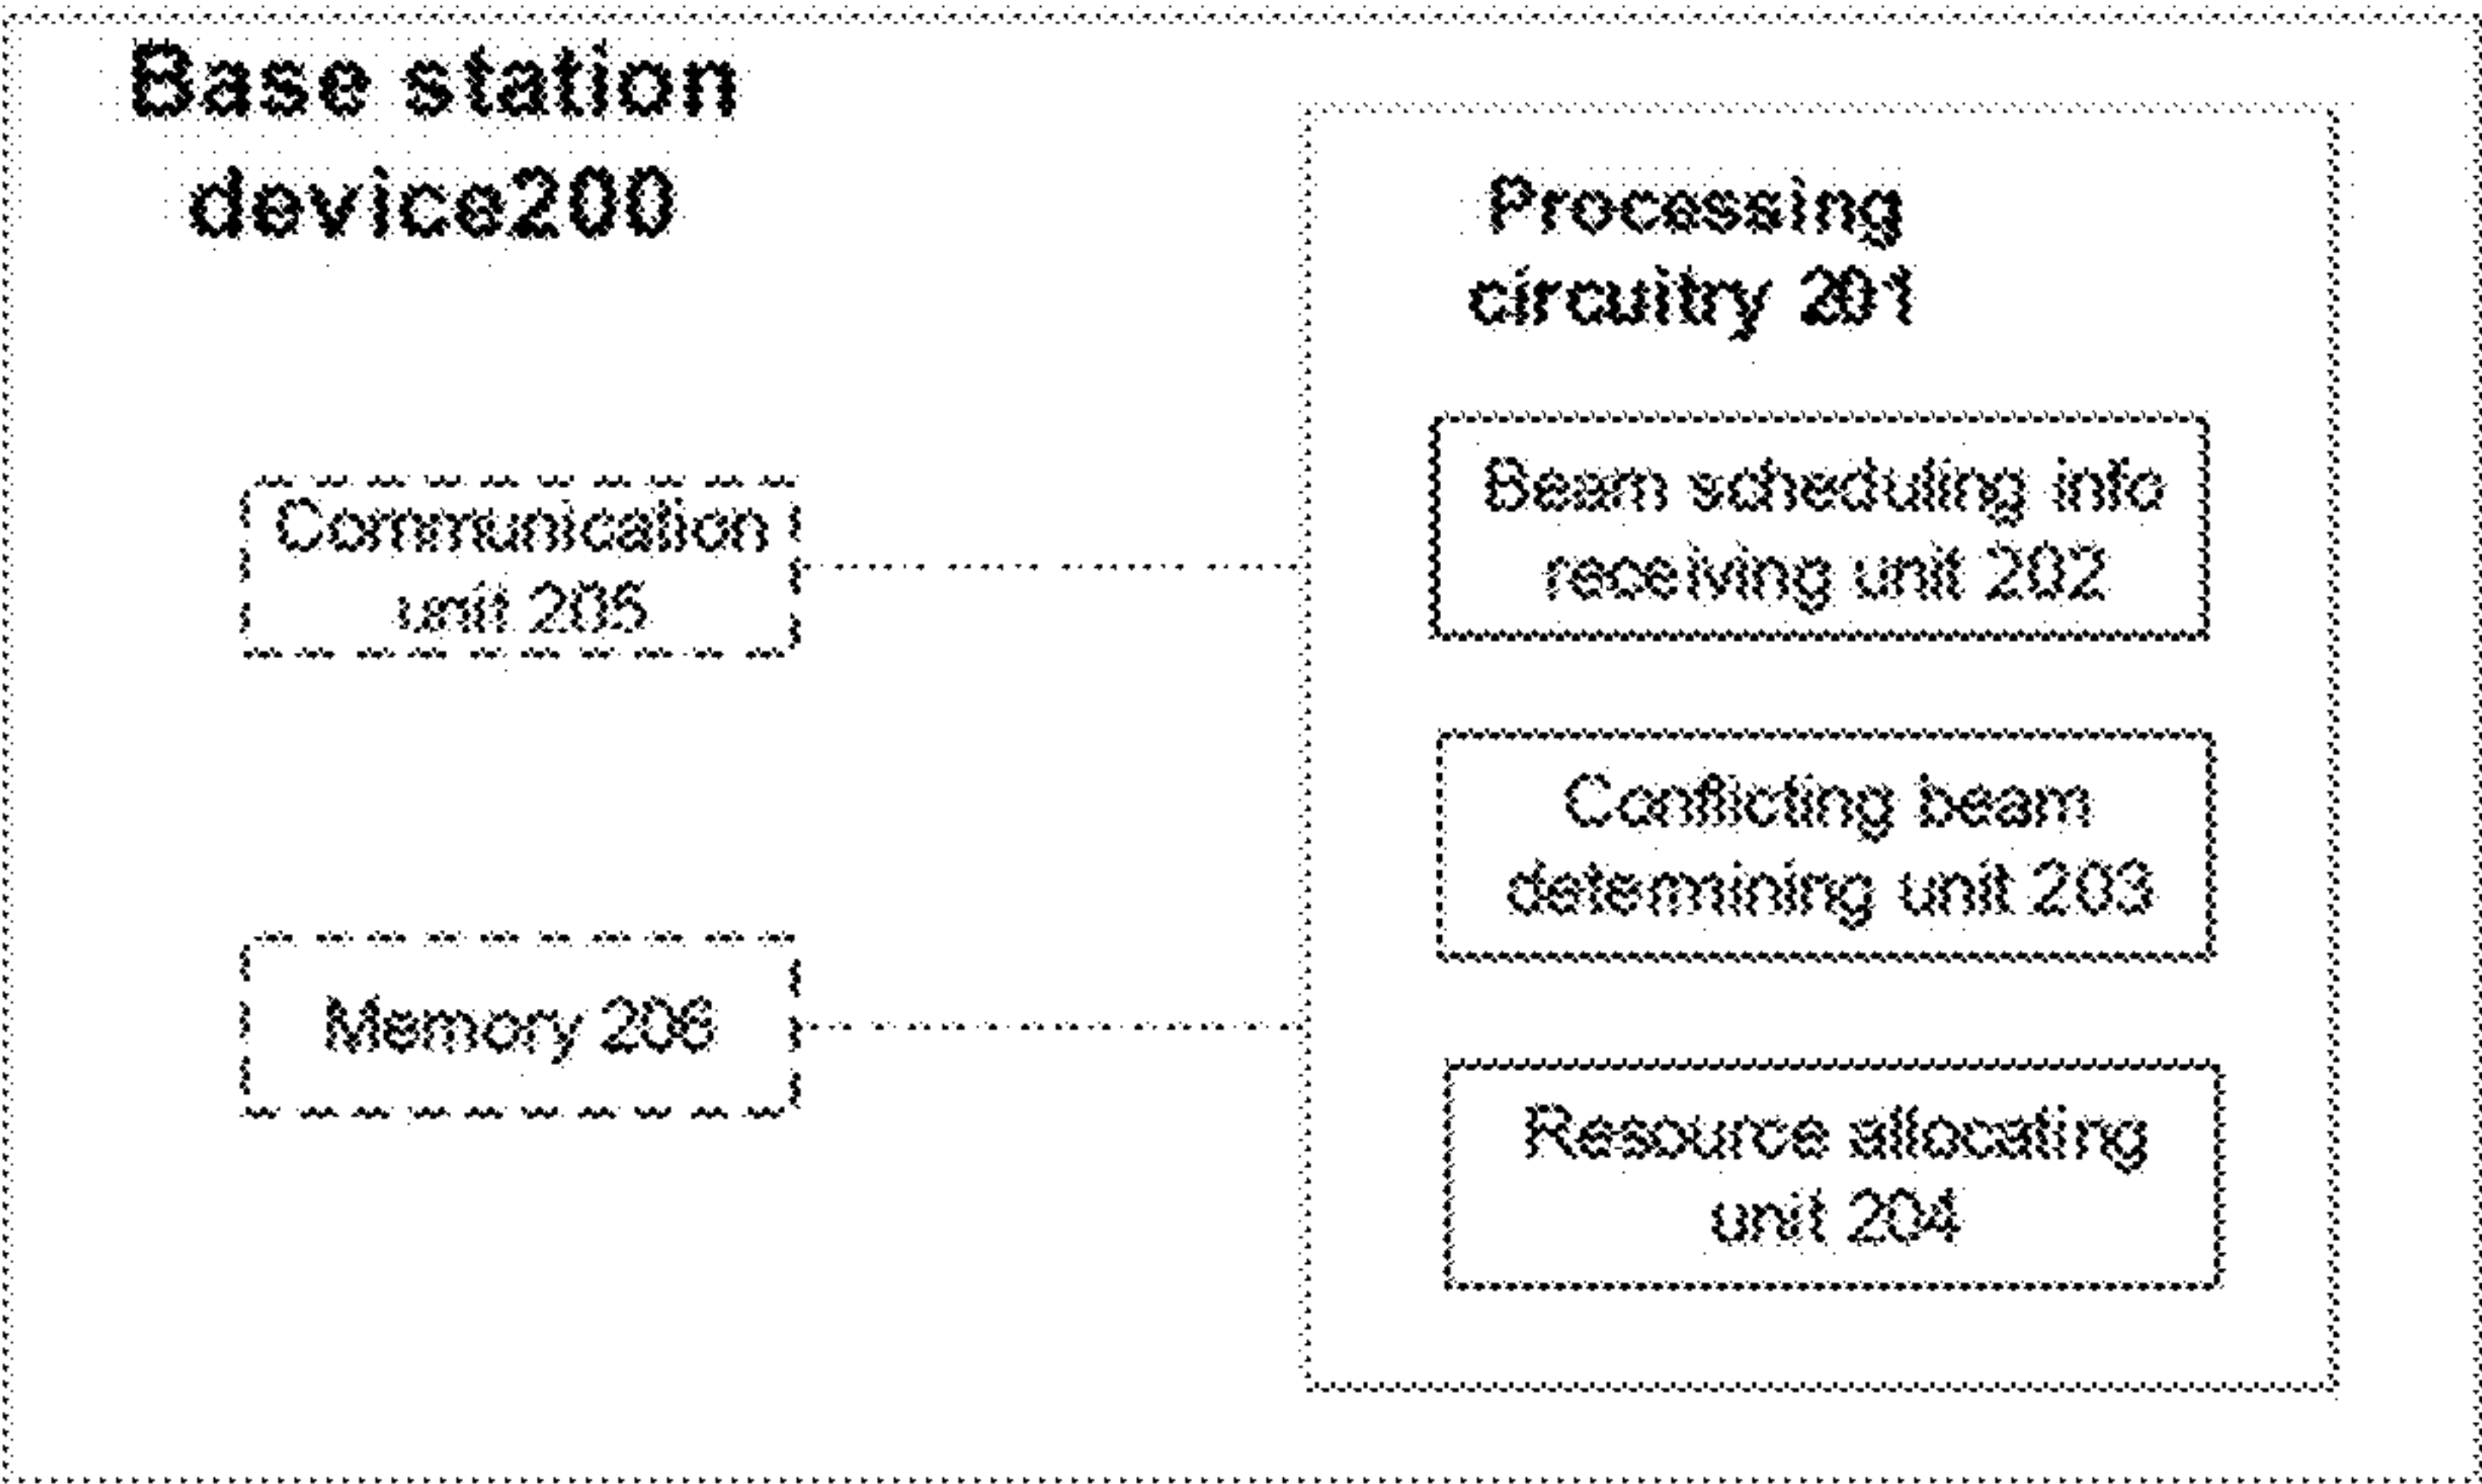 Base station
device200
Processing
circuitry 201
Beam scheduling info
receiving unit 202
Communication
unit 205
Conflicting beam
determining unit 203
Memory 206
Resource allocating
unit 204